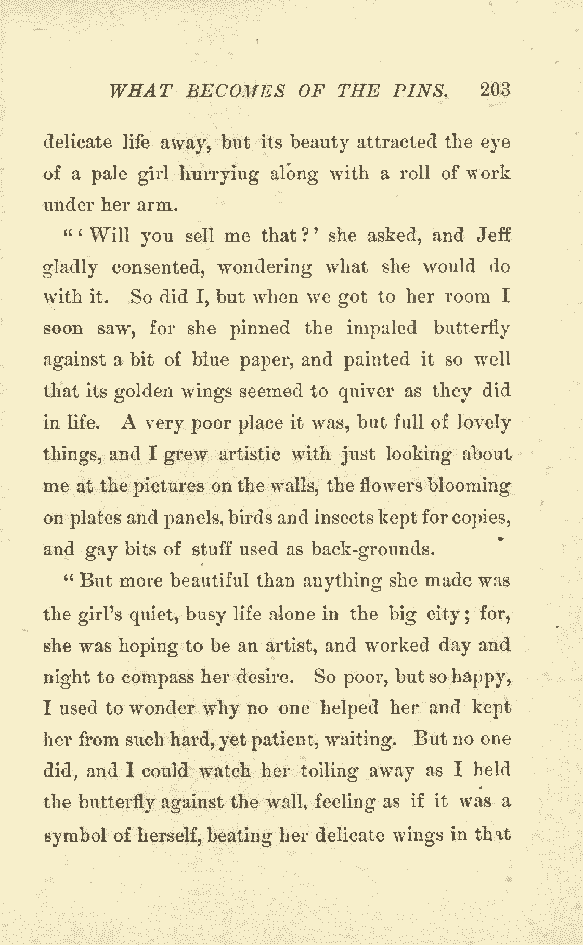 WHAT BECOMES OF THE PINS. 203
delicate life away, but its beauty attracted the eye
of a pale girl hurrying along with a roll of work
under her arm.
"'Will you sell me that?' she asked, and Jeff
gladly consented, wondering what she would do
with it. So did I, but when we got to her room I
soon saw, for she pinned the impaled butterfly
against a bit of blue paper, and painted it so well
that its golden wings seemed to quiver as they did
in life. A very poor place it was, but full of lovely
things, and I grew artistic with just looking about
me at the pictures on the walls, the flowers blooming
on plates and panels, birds and insects kept for copies,
and gay bits of stuff used as back-grounds.
"But more beautiful than anything she made was
the girl's quiet, busy life alone in the big city; for,
she was hoping to be an artist, and worked day and
night to compass her desire. So poor, but so happy,
I used to wonder why no one helped her and kept
her from such hard, yet patient, waiting. But no one
did, and I could watch her toiling away as I held
the butterfly against the wall, feeling as if it was a
symbol of herself, beating her delicate wings in that